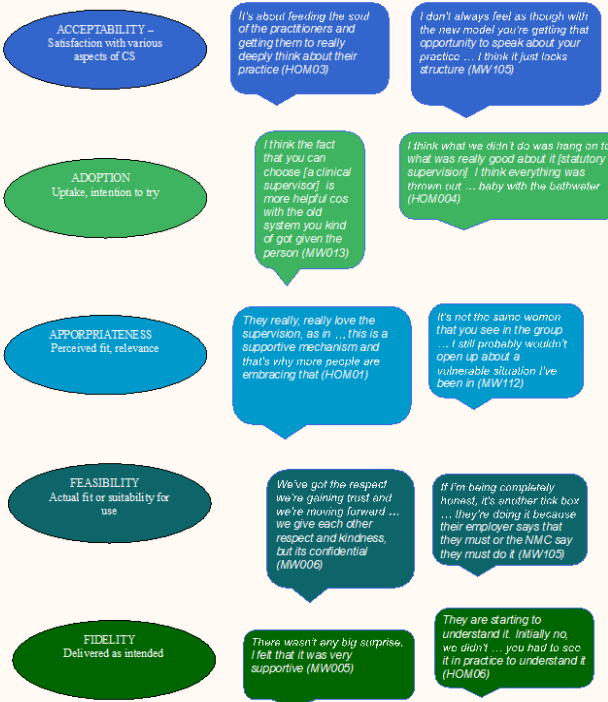 ACCEPTABILITY –
Satisfaction with various
aspects of CS
It's about feeding the soul
of the practitioners and
getting them to really
deeply think about their
practice (HOM03)
I don't always feel as though with
the new model you're getting that
opportunity to speak about your
practice ... I think it just lacks
structure (MW105)
ADOPTION
Uptake, intention to try
I think the fact
that you can
choose [a clinical
supervisor] is
more helpful cos
with the old
system you kind
of got given the
person (MW013)
I think what we didn't do was hang on to
what was really good about it [statutory
supervision] I think everything was
thrown out ... baby with the bathwater
(HOM004)
APPORPRIATENESS
Perceived fit, relevance
They really, really love the
supervision, as in ... this is a
supportive mechanism and
that's why more people are
embracing that (HOM01)
It's not the same women
that you see in the group
... I still probably wouldn't
open up about a
vulnerable situation I've
been in (MW112)
FEASIBILITY
Actual fit or suitability for
use
We've got the respect
we're gaining trust and
we're moving forward ...
we give each other
respect and kindness,
but its confidential
(MW006)
If I'm being completely
honest, it's another tick box
... they're doing it because
their employer says that
they must or the NMC say
they must do it (MW105)
FIDELITY
Delivered as intended
There wasn't any big surprise,
I felt that it was very
supportive (MW005)
They are starting to
understand it. Initially no,
we didn't ... you had to see
it in practice to understand it
(HOM06)